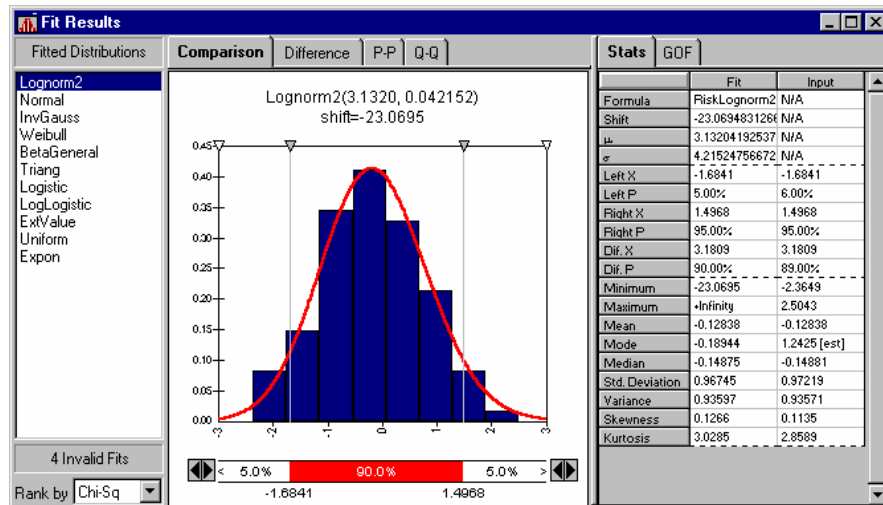 Fit Results
Fitted Distributions
Comparison Difference P-P Q-Q
Stats GOF
Lognorm2
Normal
InvGauss
Weibull
BetaGeneral
Triang
Logistic
LogLogistic
ExtValue
Uniform
Expon
4 Invalid Fits
Rank by Chi-Sq
Lognorm2(3.1320, 0.042152)
shift=-23.0695
0.45
0.40
0.35
0.30
0.25
0.20
0.15
0.10
0.05
0.00
-3 -2 -1 0 1 2 3
< 5.0% 90.0% 5.0% >
-1.6841 1.4968
Fit Input
Formula RiskLognorm2 N/A
Shift -23.0694831266 N/A
μ 3.13204192537 N/A
σ 4.21524756672 N/A
Left X -1.6841 -1.6841
Left P 5.00% 6.00%
Right X 1.4968 1.4968
Right P 95.00% 95.00%
Dif. X 3.1809 3.1809
Dif. P 90.00% 89.00%
Minimum -23.0695 -2.3649
Maximum +Infinity 2.5043
Mean -0.12838 -0.12838
Mode -0.18944 1.2425 [est]
Median -0.14875 -0.14881
Std. Deviation 0.96745 0.97219
Variance 0.93597 0.93571
Skewness 0.1266 0.1135
Kurtosis 3.0285 2.8589